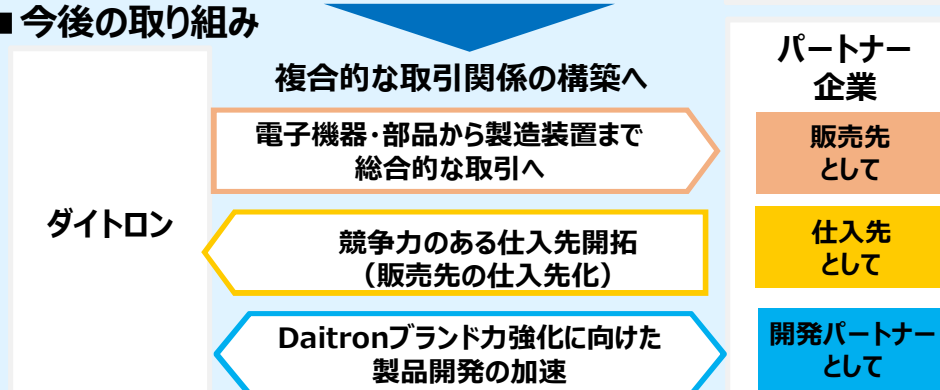 ■今後の取り組み
複合的な取引関係の構築へ
パートナー
企業
電子機器・部品から製造装置まで
総合的な取引へ
販売先
として
ダイトロン
競争力のある仕入先開拓
（販売先の仕入先化）
仕入先
として
Daitronブランド力強化に向けた
製品開発の加速
開発パートナー
として